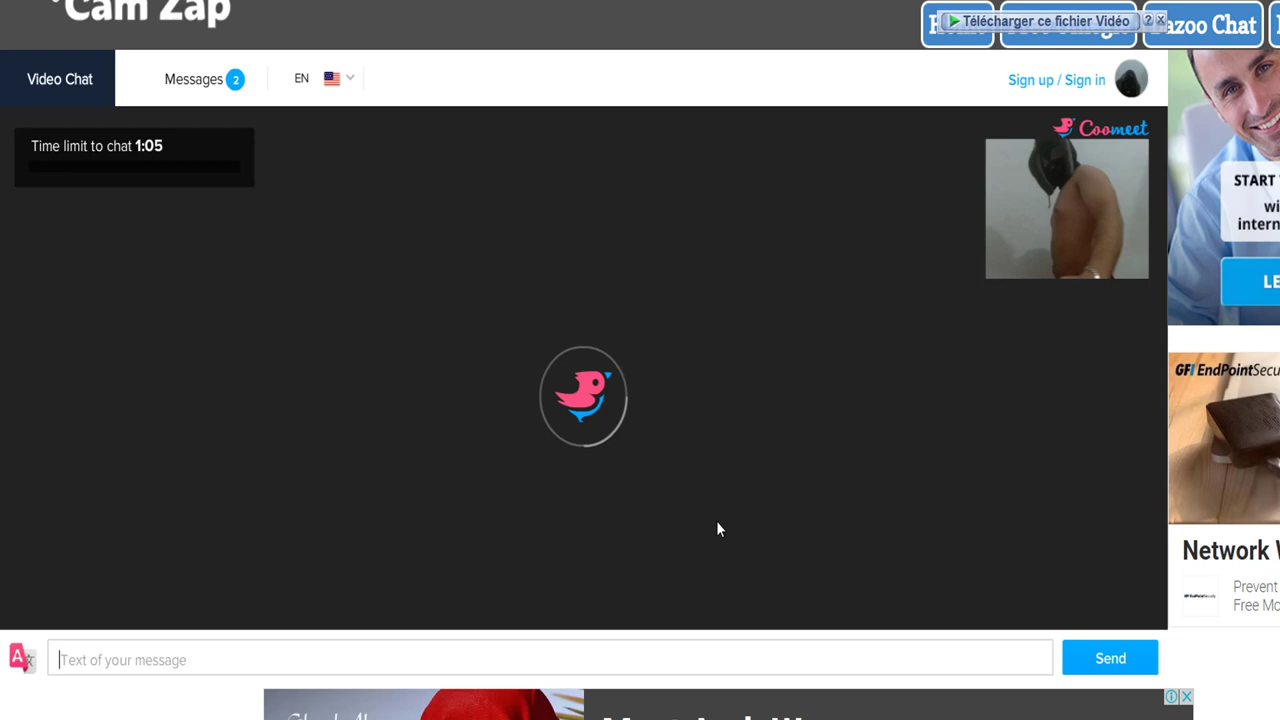 Cam Zap
Télécharger ce fichier Vidéo ? x
azoo Chat
Video Chat
Messages 2
EN
Sign up / Sign in
Time limit to chat 1:05
Coomeet
START
wi
intern
LE
GFI EndPointSecu
Network
Prevent
Free Mo
A
Text of your message
Send